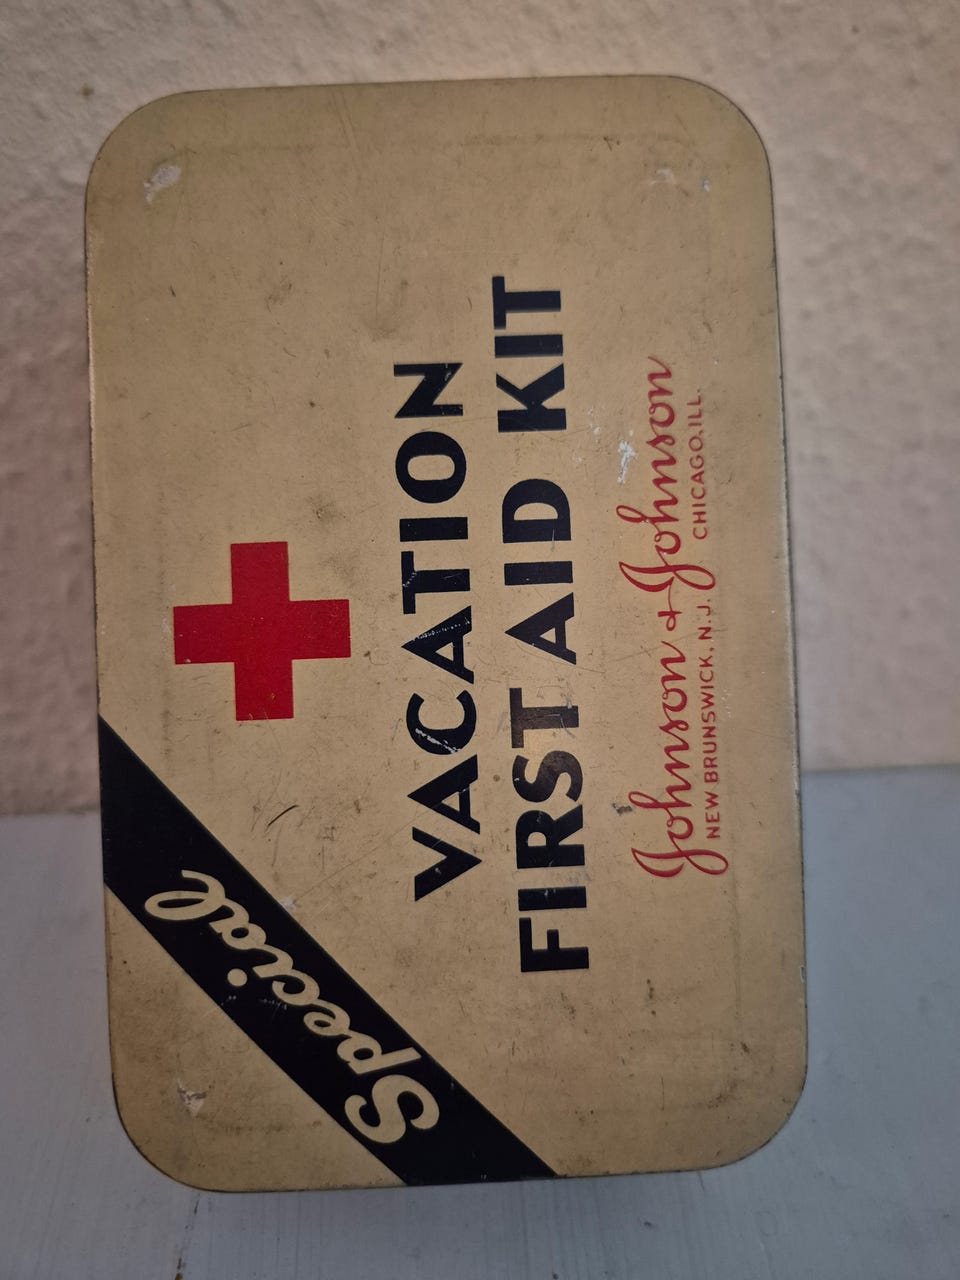 Special
VACATION
FIRST AID KIT
Johnson & Johnson
NEW BRUNSWICK, N.J. CHICAGO, ILL.